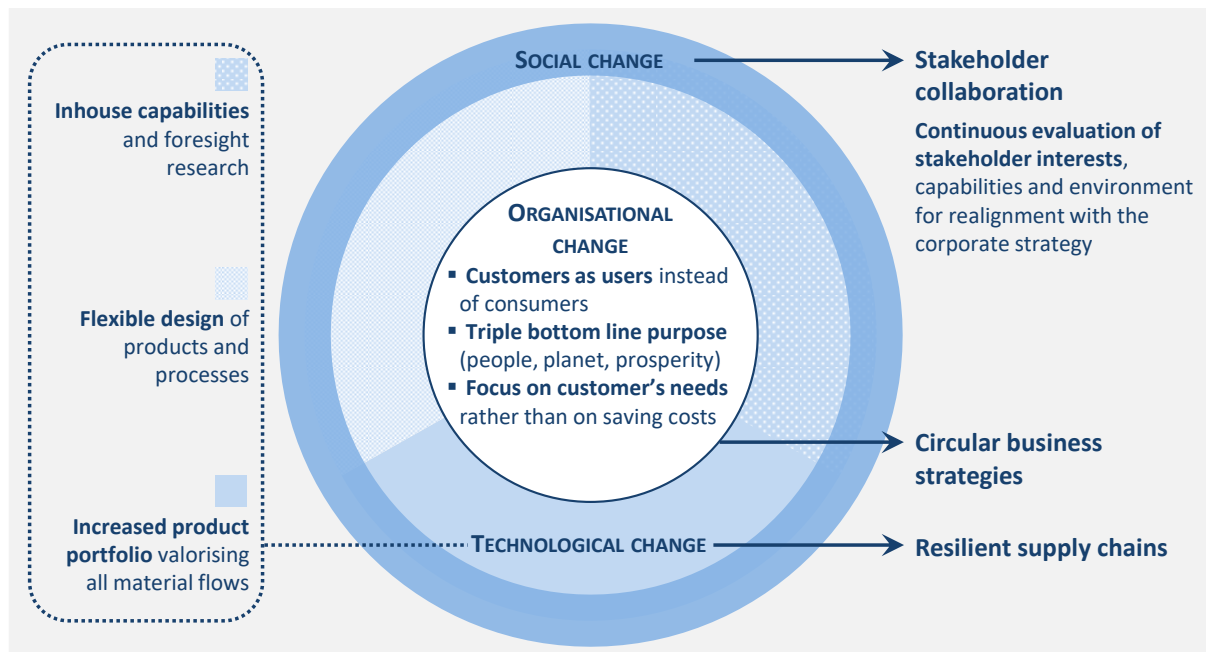 Inhouse capabilities
and foresight
research
Flexible design of
products and
processes
Increased product
portfolio valorising
all material flows
SOCIAL CHANGE
ORGANISATIONAL
CHANGE
▪ Customers as users instead
of consumers
▪ Triple bottom line purpose
(people, planet, prosperity)
▪ Focus on customer's needs
rather than on saving costs
TECHNOLOGICAL CHANGE
Stakeholder
collaboration
Continuous evaluation of
stakeholder interests,
capabilities and environment
for realignment with the
corporate strategy
Circular business
strategies
Resilient supply chains